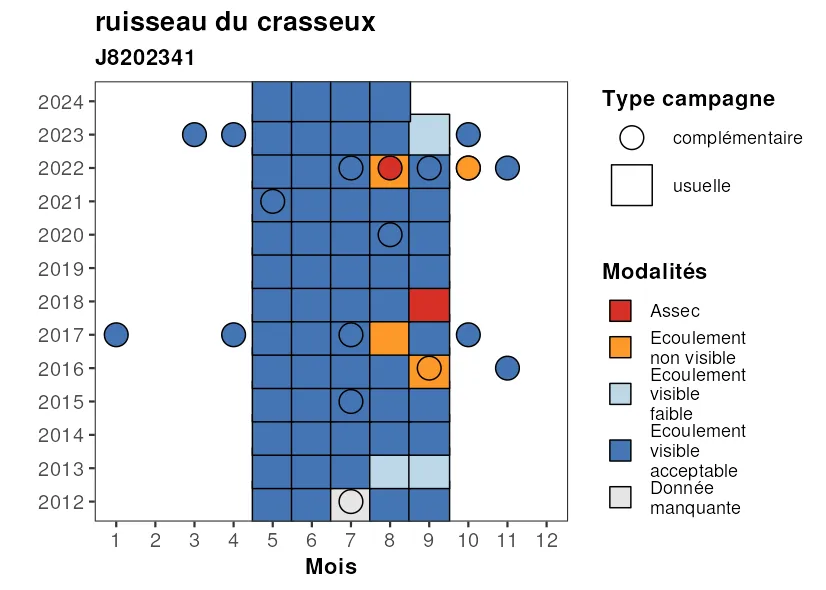 ruisseau du crasseux
J8202341
2024
2023
2022
2021
2020
2019
2018
2017
2016
2015
2014
2013
2012
1 2 3 4 5 6 7 8 9 10 11 12
Mois
Type campagne
complémentaire
usuelle
Modalités
Assec
Ecoulement
non visible
Ecoulement
visible
faible
Ecoulement
visible
acceptable
Donnée
manquante